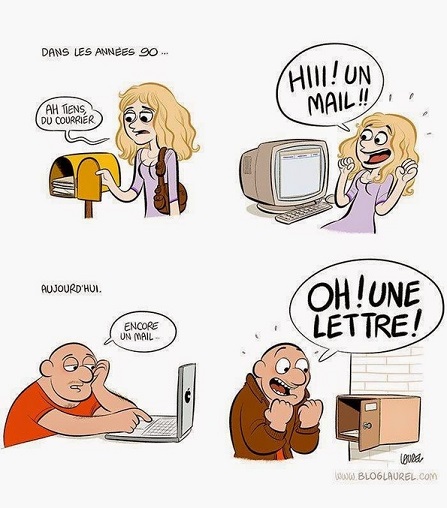 DANS LES ANNÉES 90...
AH TIENS,
DU COURRIER
HIII! UN
MAIL!!
AUJOURD'HUI.
ENCORE
UN MAIL...
OH! UNE
LETTRE!
LAUREL
WWW.BLOGLAUREL.COM